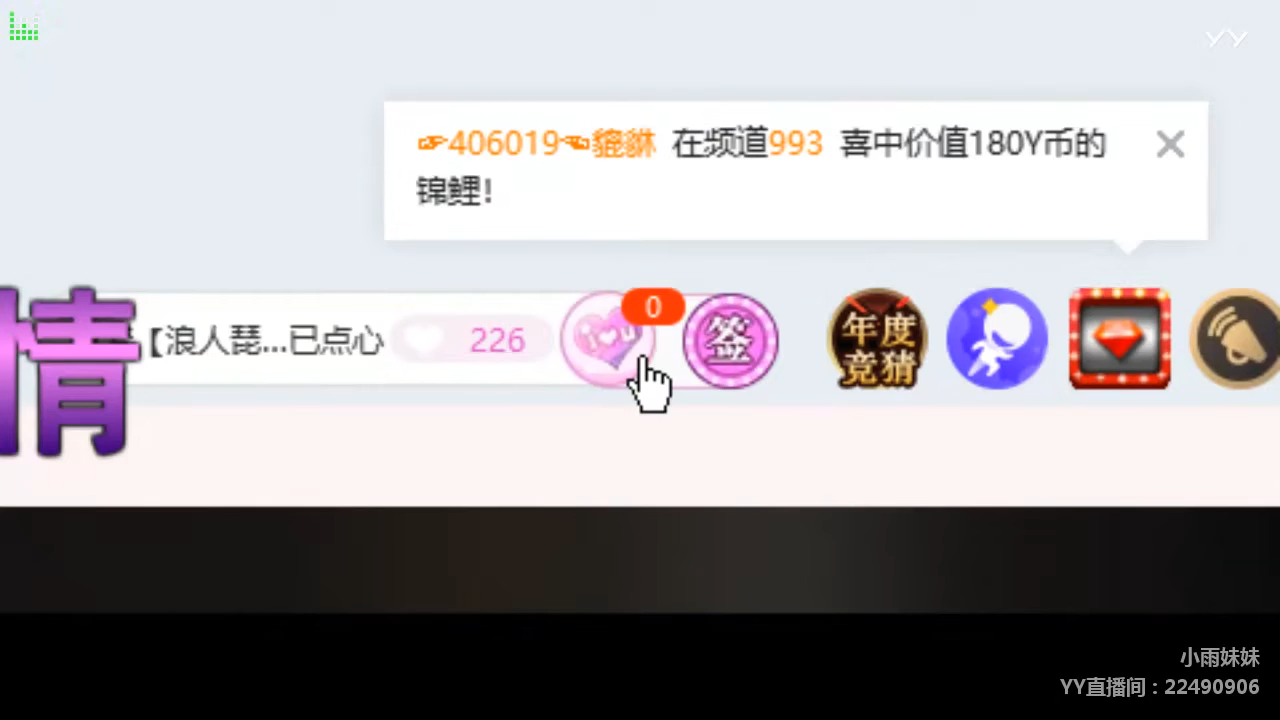 YY
☞406019☜貔貅 在频道993 喜中价值180Y币的
锦鲤!
情
【浪人琵...已点心
226
i♥u
0
签
年度
竞猜
小雨妹妹
YY直播间：22490906